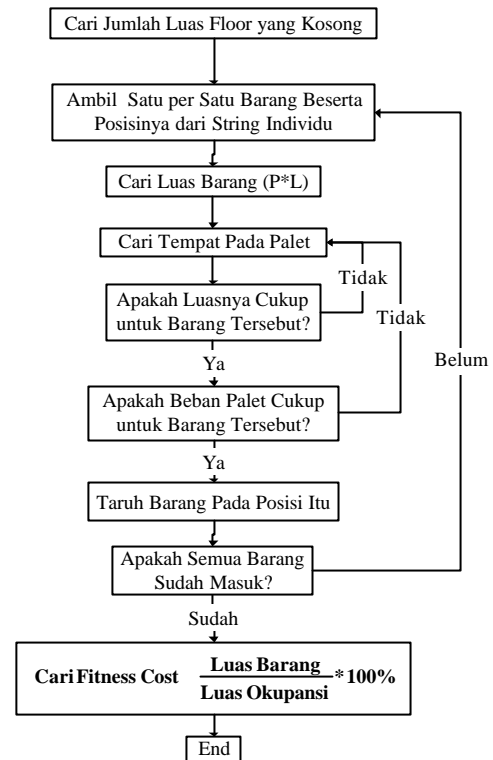 Cari Jumlah Luas Floor yang Kosong
Ambil Satu per Satu Barang Beserta
Posisinya dari String Individu
Cari Luas Barang (P*L)
Cari Tempat Pada Palet
Tidak
Apakah Luasnya Cukup
untuk Barang Tersebut?
Tidak
Ya
Belum
Apakah Beban Palet Cukup
untuk Barang Tersebut?
Ya
Taruh Barang Pada Posisi Itu
Apakah Semua Barang
Sudah Masuk?
Sudah
Cari Fitness Cost Luas Barang
Luas Okupansi *100%
End